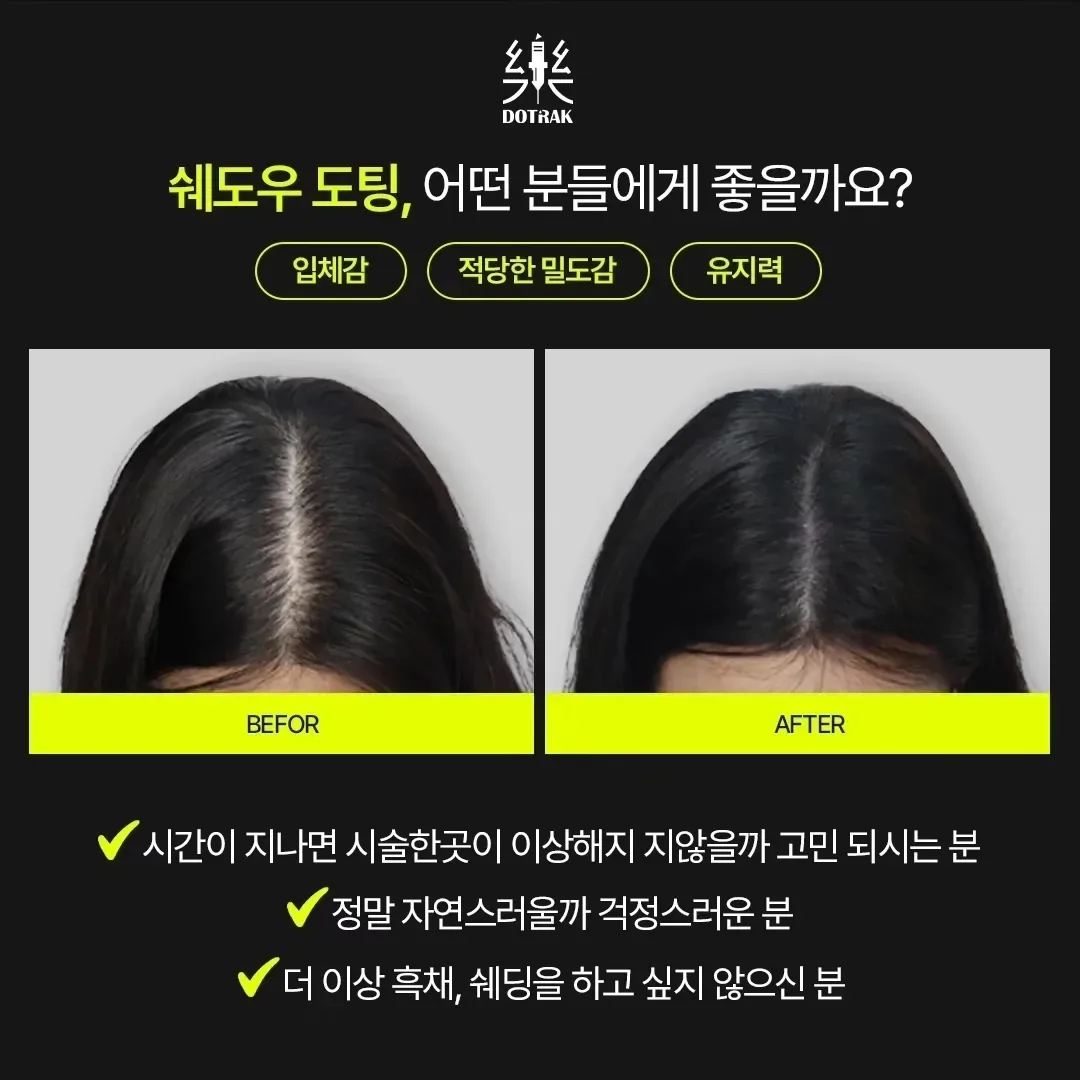 樂
DOTRAK
쉐도우 도팅, 어떤 분들에게 좋을까요?
입체감 적당한 밀도감 유지력
BEFOR AFTER
시간이 지나면 시술한곳이 이상해지 지않을까 고민 되시는 분
정말 자연스러울까 걱정스러운 분
더 이상 흑채, 쉐딩을 하고 싶지 않으신 분